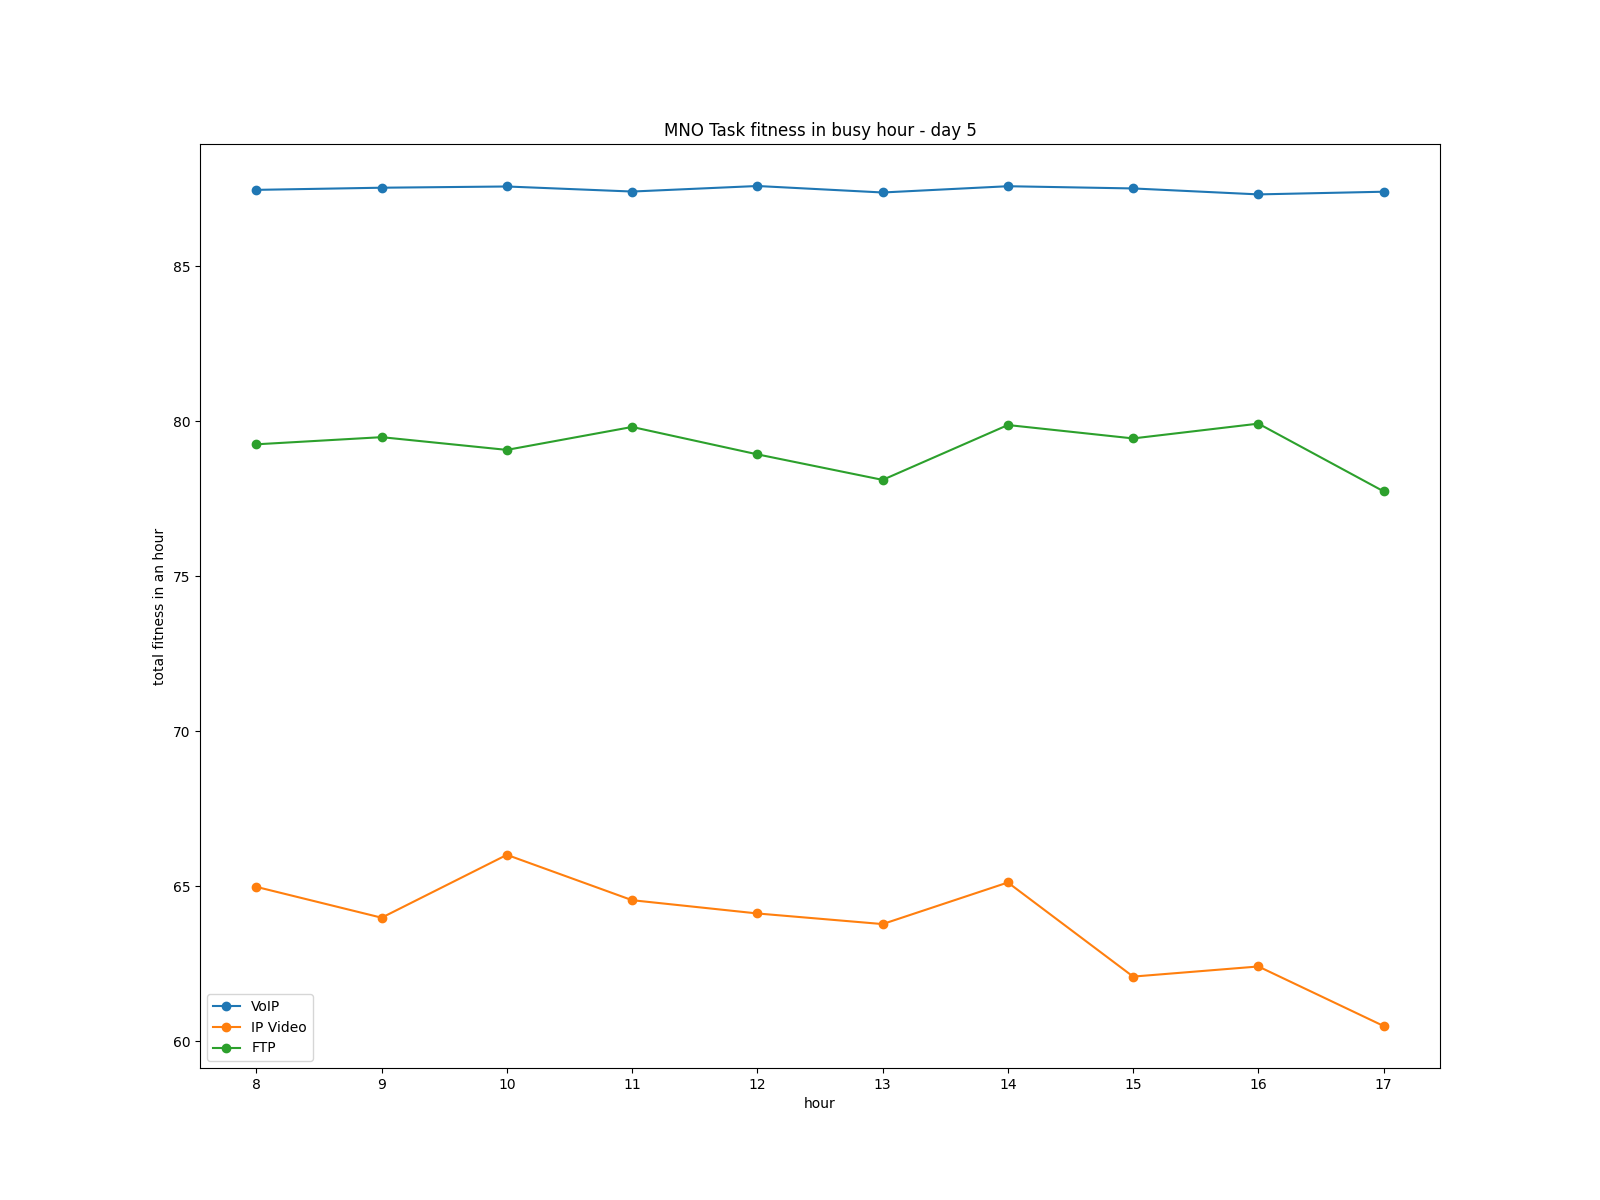 MNO Task fitness in busy hour - day 5
total fitness in an hour
85
80
75
70
65
60
VoIP
IP Video
FTP
8 9 10 11 12 13 14 15 16 17
hour